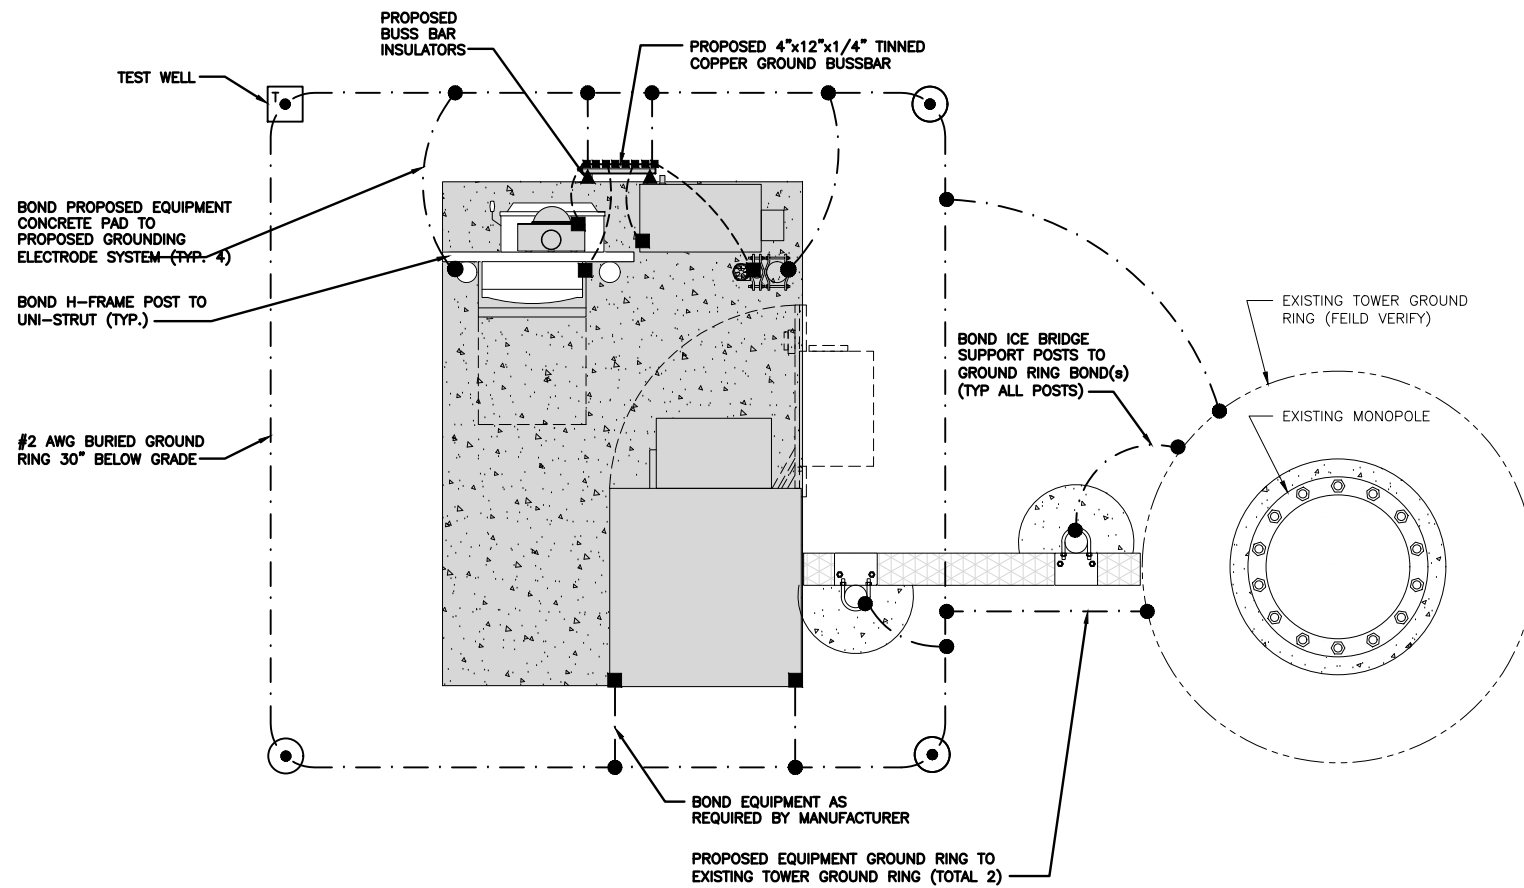 PROPOSED
BUSS BAR
INSULATORS
PROPOSED 4"x12"x1/4" TINNED
COPPER GROUND BUSSBAR
TEST WELL
T
BOND PROPOSED EQUIPMENT
CONCRETE PAD TO
PROPOSED GROUNDING
ELECTRODE SYSTEM (TYP. 4)
BOND H-FRAME POST TO
UNI-STRUT (TYP.)
EXISTING TOWER GROUND
RING (FEILD VERIFY)
BOND ICE BRIDGE
SUPPORT POSTS TO
GROUND RING BOND(s)
(TYP ALL POSTS)
EXISTING MONOPOLE
#2 AWG BURIED GROUND
RING 30" BELOW GRADE
BOND EQUIPMENT AS
REQUIRED BY MANUFACTURER
PROPOSED EQUIPMENT GROUND RING TO
EXISTING TOWER GROUND RING (TOTAL 2)